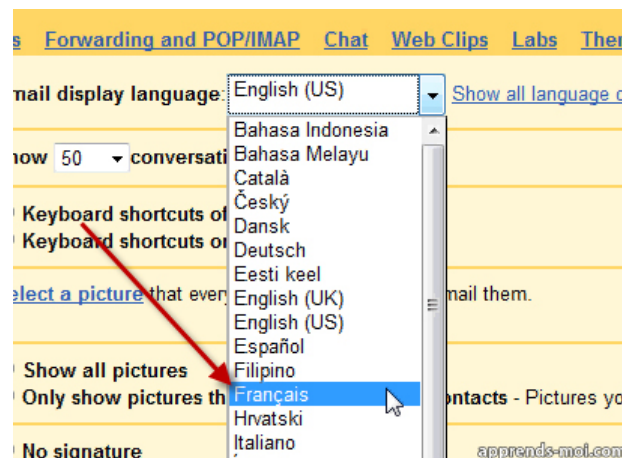 s Forwarding and POP/IMAP Chat Web Clips Labs Ther
mail display language: English (US) Show all language o
Bahasa Indonesia
how 50 conversati Bahasa Melayu
Català
Český
Keyboard shortcuts of
Dansk
Keyboard shortcuts or
Deutsch
Eesti keel
elect a picture that every English (UK) mail them.
English (US)
Español
Show all pictures Filipino
Only show pictures th Français ontacts - Pictures yo
Hrvatski
No signature Italiano
apprends-moi.com